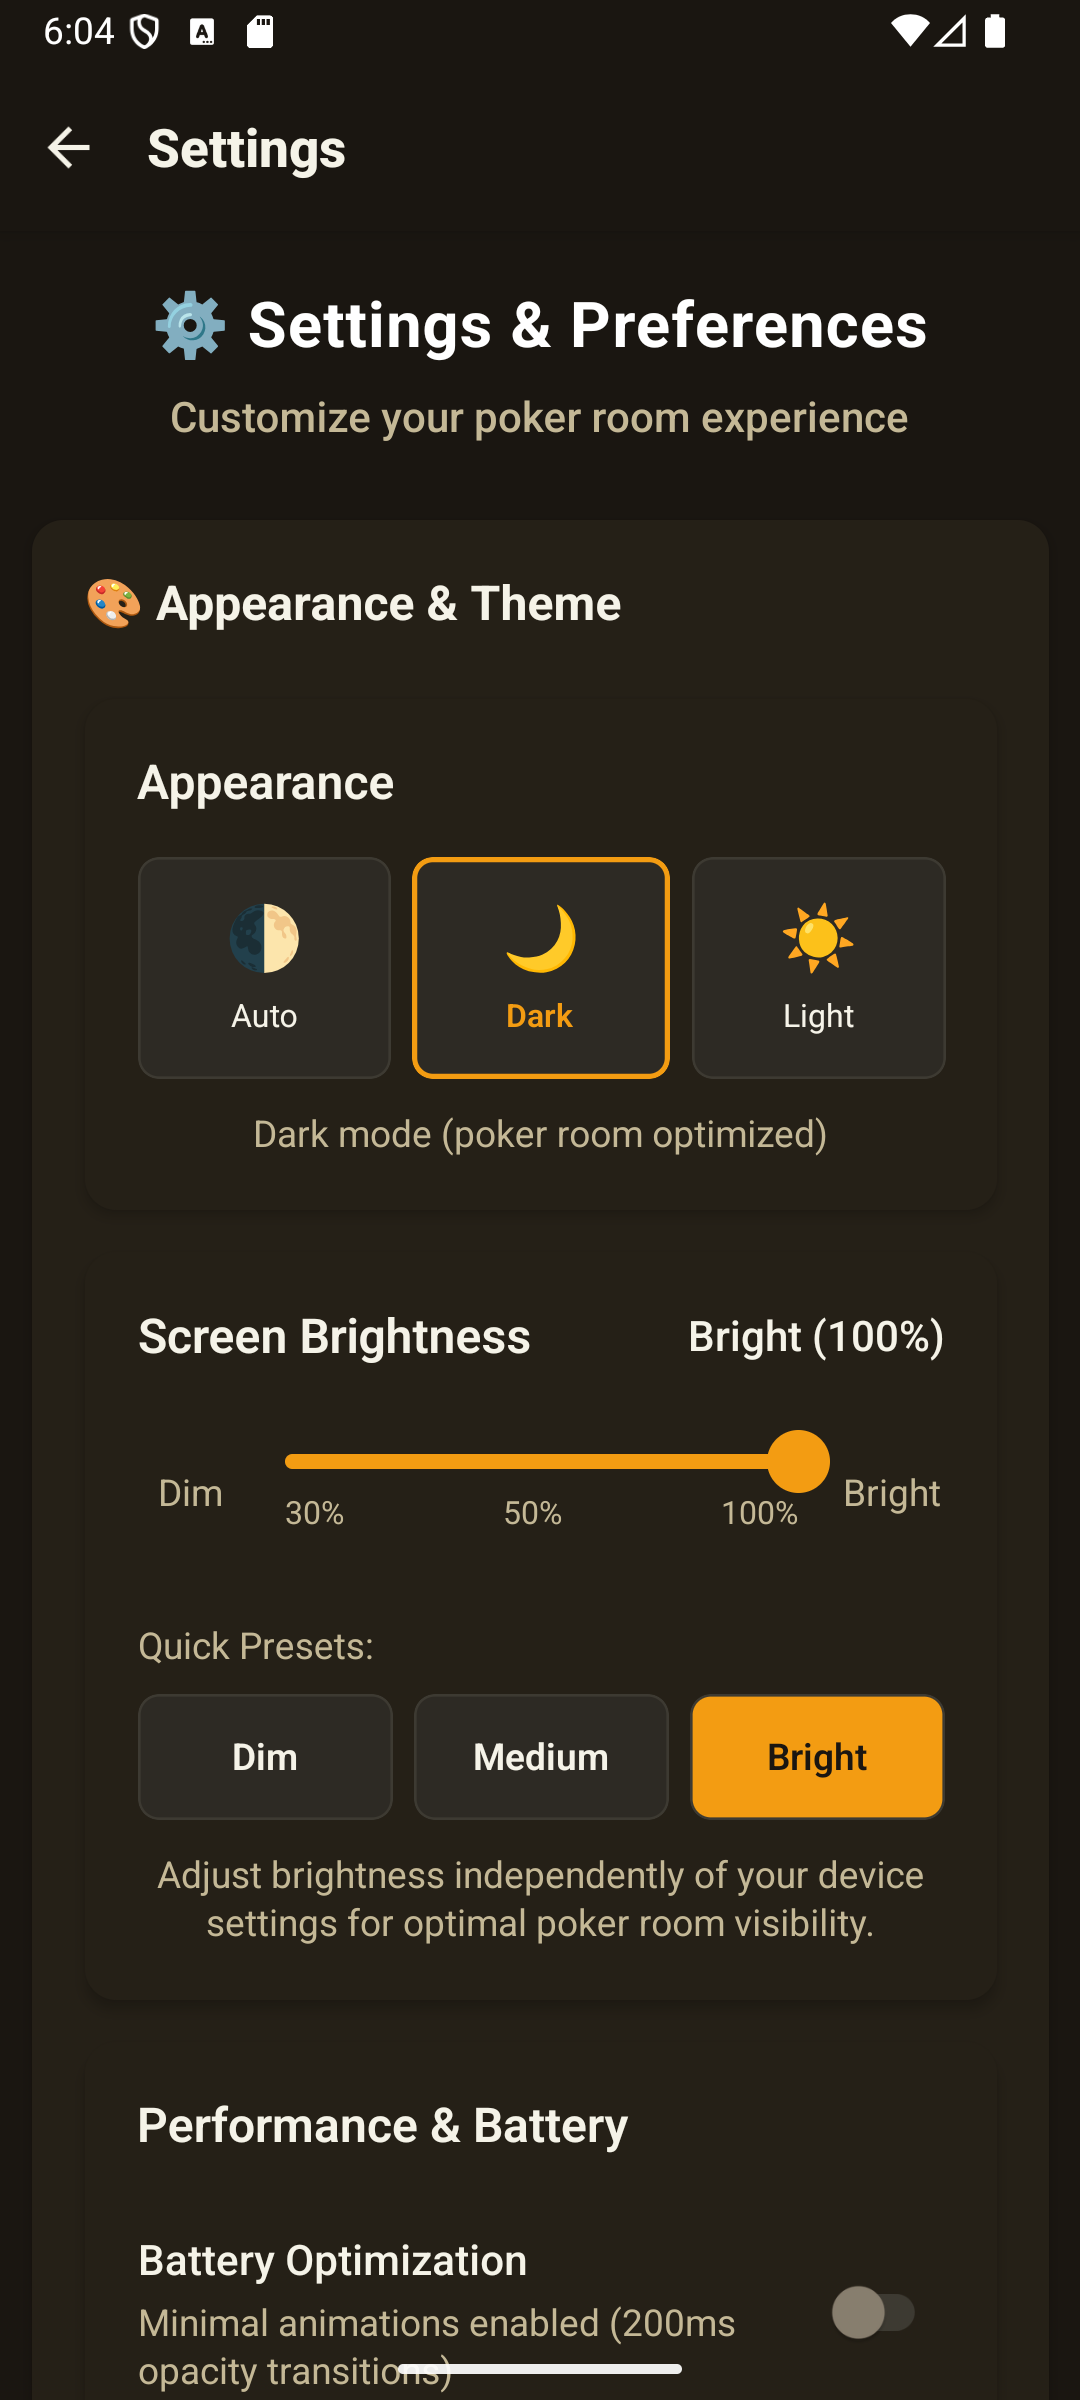 6:04
Settings
Settings & Preferences
Customize your poker room experience
Appearance & Theme
Appearance
Auto
Dark
Light
Dark mode (poker room optimized)
Screen Brightness
Bright (100%)
Dim
30%
50%
100%
Bright
Quick Presets:
Dim
Medium
Bright
Adjust brightness independently of your device
settings for optimal poker room visibility.
Performance & Battery
Battery Optimization
Minimal animations enabled (200ms
opacity transitions)